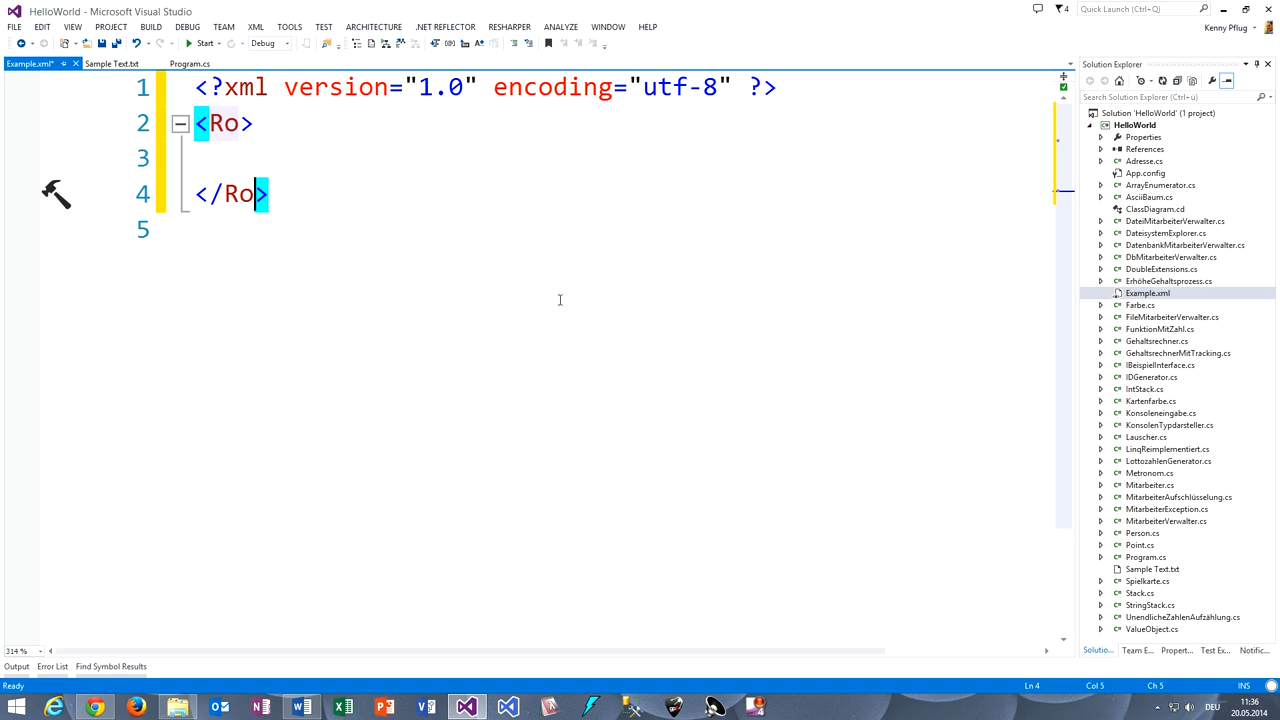 HelloWorld - Microsoft Visual Studio
4
Quick Launch (Ctrl+Q)
FILE EDIT VIEW PROJECT BUILD DEBUG TEAM XML TOOLS TEST ARCHITECTURE .NET REFLECTOR RESHARPER ANALYZE WINDOW HELP
Kenny Pflug
Start
Debug
Example.xml*
Sample Text.txt
Program.cs
1 <?xml version="1.0" encoding="utf-8" ?>
2 <Ro>
3
4 </Ro>
5
Solution Explorer
Search Solution Explorer (Ctrl+ü)
Solution 'HelloWorld' (1 project)
HelloWorld
Properties
References
Adresse.cs
App.config
ArrayEnumerator.cs
AsciiBaum.cs
ClassDiagram.cd
DateiMitarbeiterVerwalter.cs
DateisystemExplorer.cs
DatenbankMitarbeiterVerwalter.cs
DbMitarbeiterVerwalter.cs
DoubleExtensions.cs
ErhöheGehaltsprozess.cs
Example.xml
Farbe.cs
FileMitarbeiterVerwalter.cs
FunktionMitZahl.cs
Gehaltsrechner.cs
GehaltsrechnerMitTracking.cs
IBeispielInterface.cs
IDGenerator.cs
IntStack.cs
Kartenfarbe.cs
Konsoleneingabe.cs
KonsolenTypdarsteller.cs
Lauscher.cs
LinqReimplementiert.cs
LottozahlenGenerator.cs
Metronom.cs
Mitarbeiter.cs
MitarbeiterAufschlüsselung.cs
MitarbeiterException.cs
MitarbeiterVerwalter.cs
Person.cs
Point.cs
Program.cs
Sample Text.txt
Spielkarte.cs
Stack.cs
StringStack.cs
UnendlicheZahlenAufzählung.cs
ValueObject.cs
314 %
Solutio... Team E... Propert... Test Ex... Notific...
Output Error List Find Symbol Results
Ready
Ln 4 Col 5 Ch 5 INS
DEU
11:36
20.05.2014